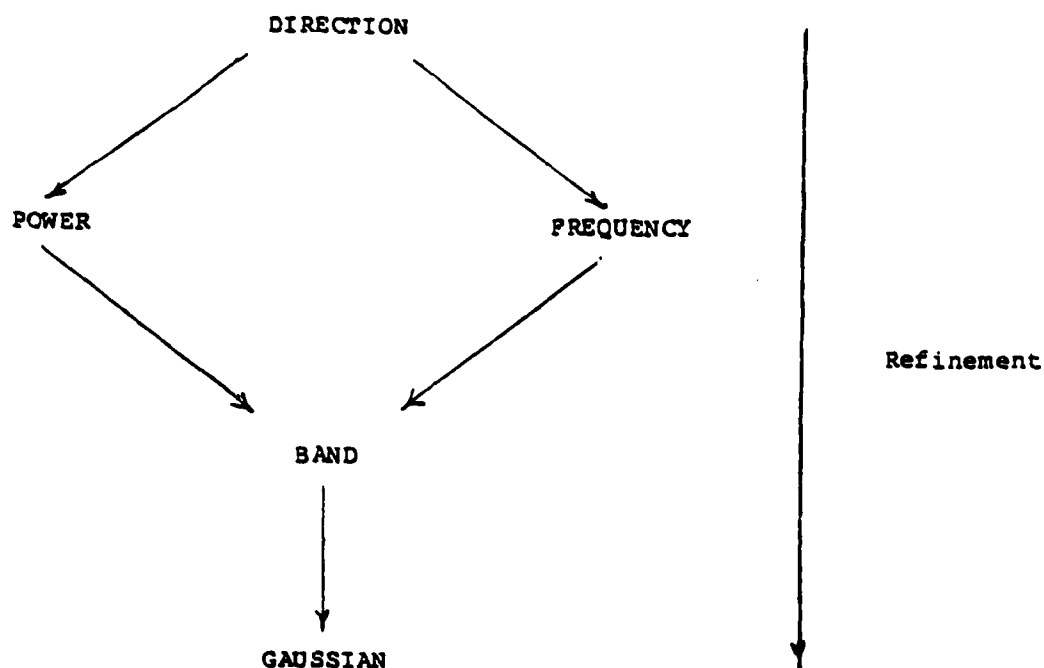 DIRECTION
POWER
FREQUENCY
Refinement
BAND
GAUSSIAN